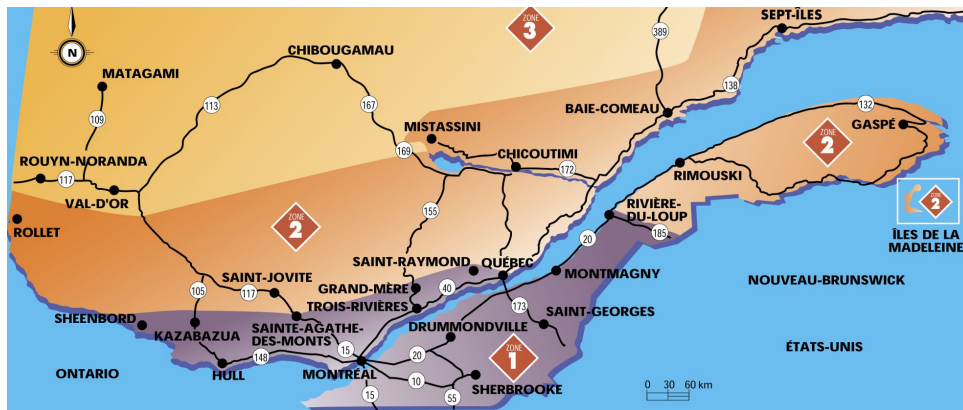 SEPT-ÎLES
ZONE
3
389
N
CHIBOUGAMAU
MATAGAMI
138
113
167
109
BAIE-COMEAU
132
MISTASSINI
GASPÉ
ZONE
2
169
ROUYN-NORANDA
CHICOUTIMI
172
117
RIMOUSKI
VAL-D'OR
ZONE
2
155
RIVIÈRE-
DU-LOUP
ROLLET
ZONE
2
185
ÎLES DE LA
MADELEINE
20
SAINT-RAYMOND
QUÉBEC
SAINT-JOVITE
MONTMAGNY
NOUVEAU-BRUNSWICK
105
117
GRAND-MÈRE
40
TROIS-RIVIÈRES
173
SHEENBORD
SAINT-GEORGES
KAZABAZUA
SAINTE-AGATHE-
DES-MONTS
DRUMMONDVILLE
ÉTATS-UNIS
148
15
20
ZONE
1
ONTARIO
HULL
MONTRÉAL
10
SHERBROOKE
0 30 60 km
15
55